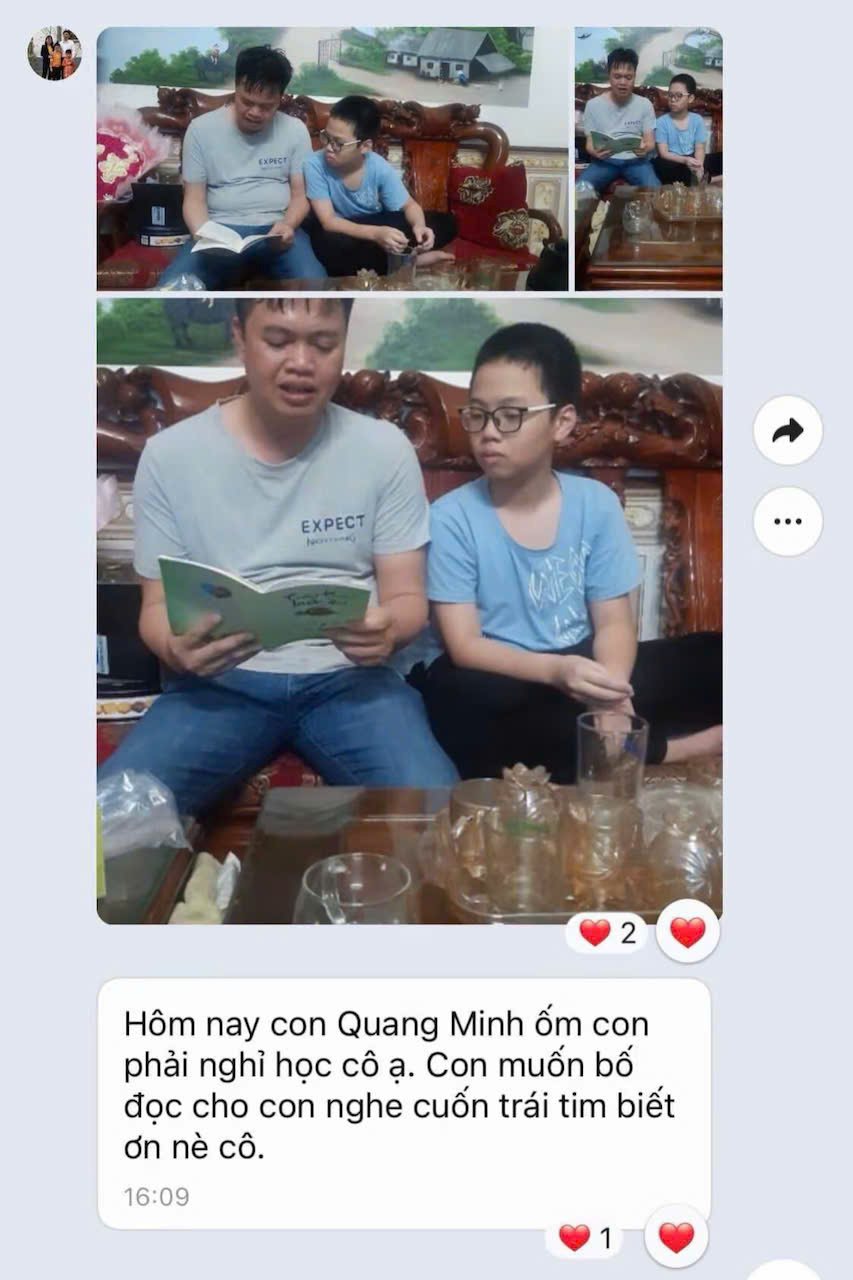 EXPECT
EXPECT
EXPECT
2
Hôm nay con Quang Minh ốm con
phải nghỉ học cô ạ. Con muốn bố
đọc cho con nghe cuốn trái tim biết
ơn nè cô.
16:09
1